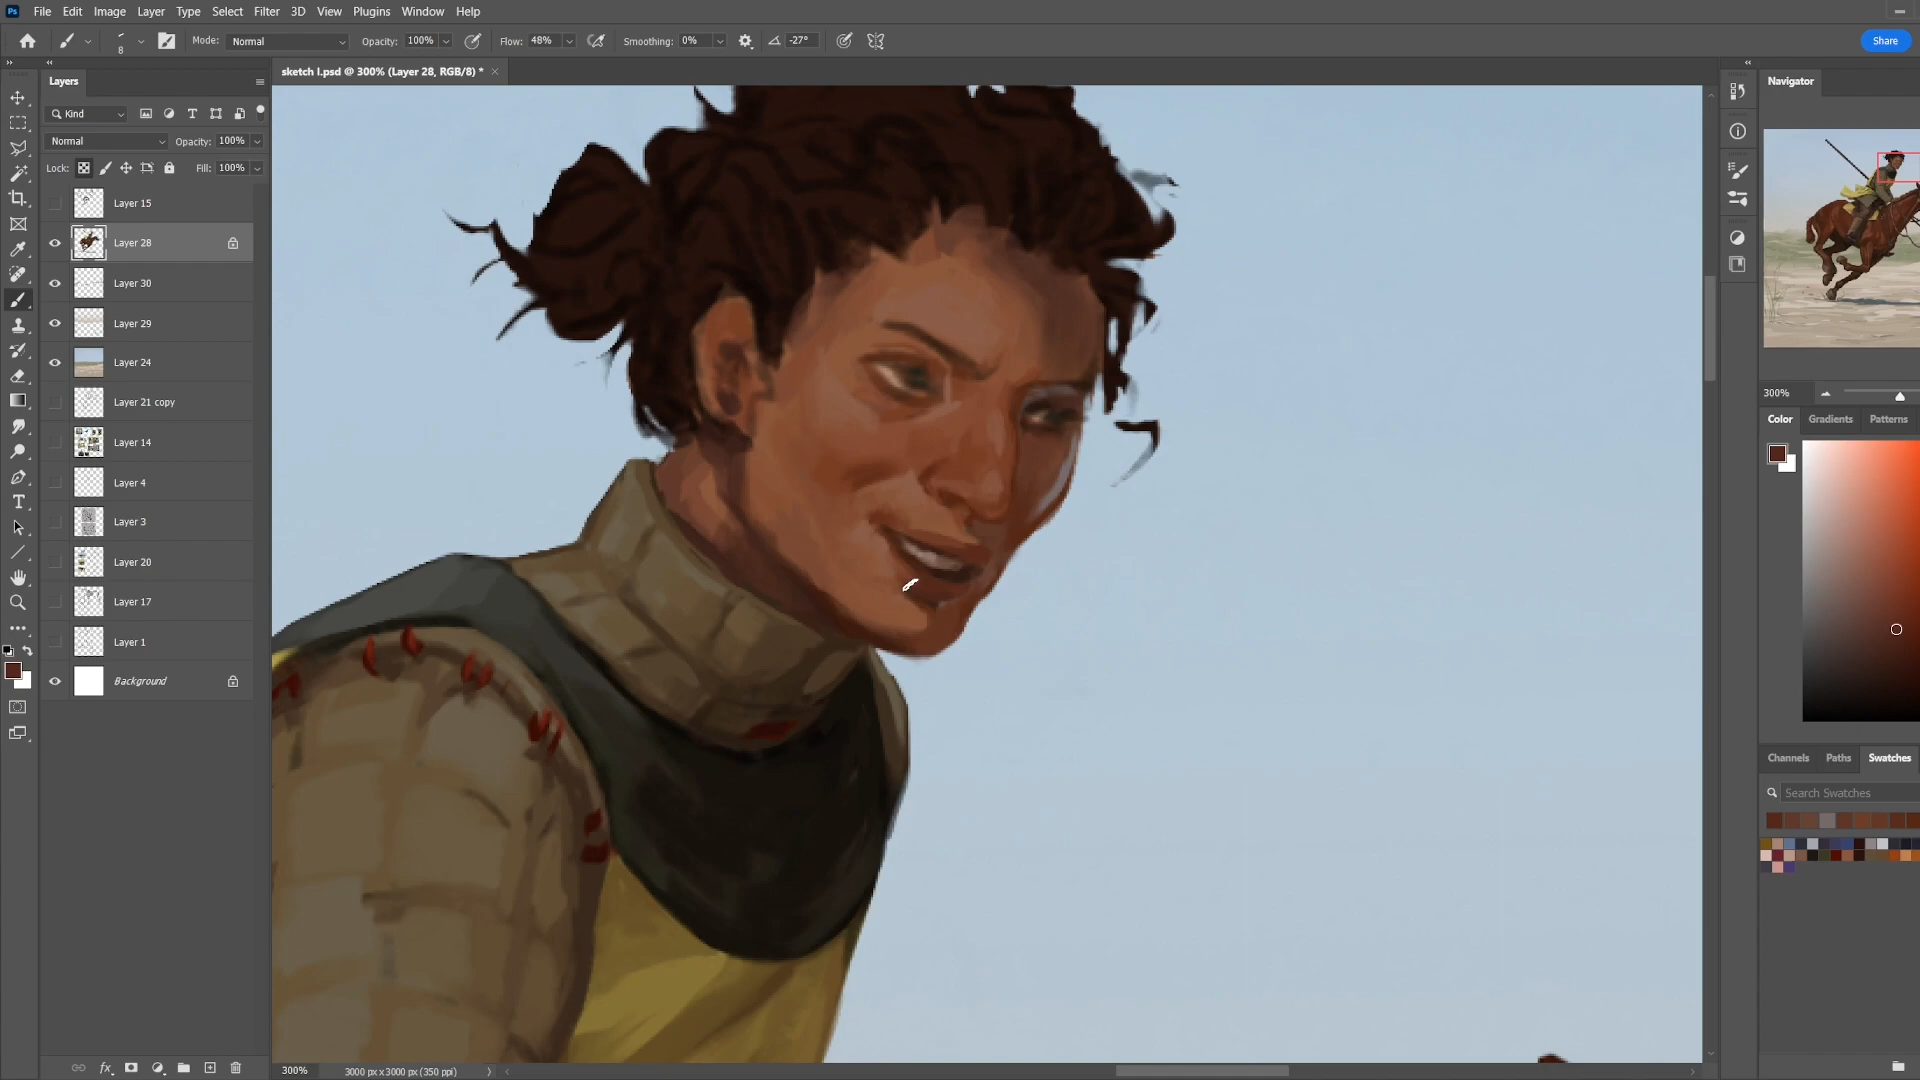 Ps File Edit Image Layer Type Select Filter 3D View Plugins Window Help
8 Mode: Normal Opacity: 100% Flow: 48% Smoothing: 0% -27° Share
sketch I.psd @ 300% (Layer 28, RGB/8) *
Layers
Kind
Normal Opacity: 100%
Lock: Fill: 100%
Layer 15
Layer 28
Layer 30
Layer 29
Layer 24
Layer 21 copy
Layer 14
Layer 4
Layer 3
Layer 20
Layer 17
Layer 1
Background
fx
300% 3000 px x 3000 px (350 ppi)
Navigator
300%
Color Gradients Patterns
Channels Paths Swatches
Search Swatches